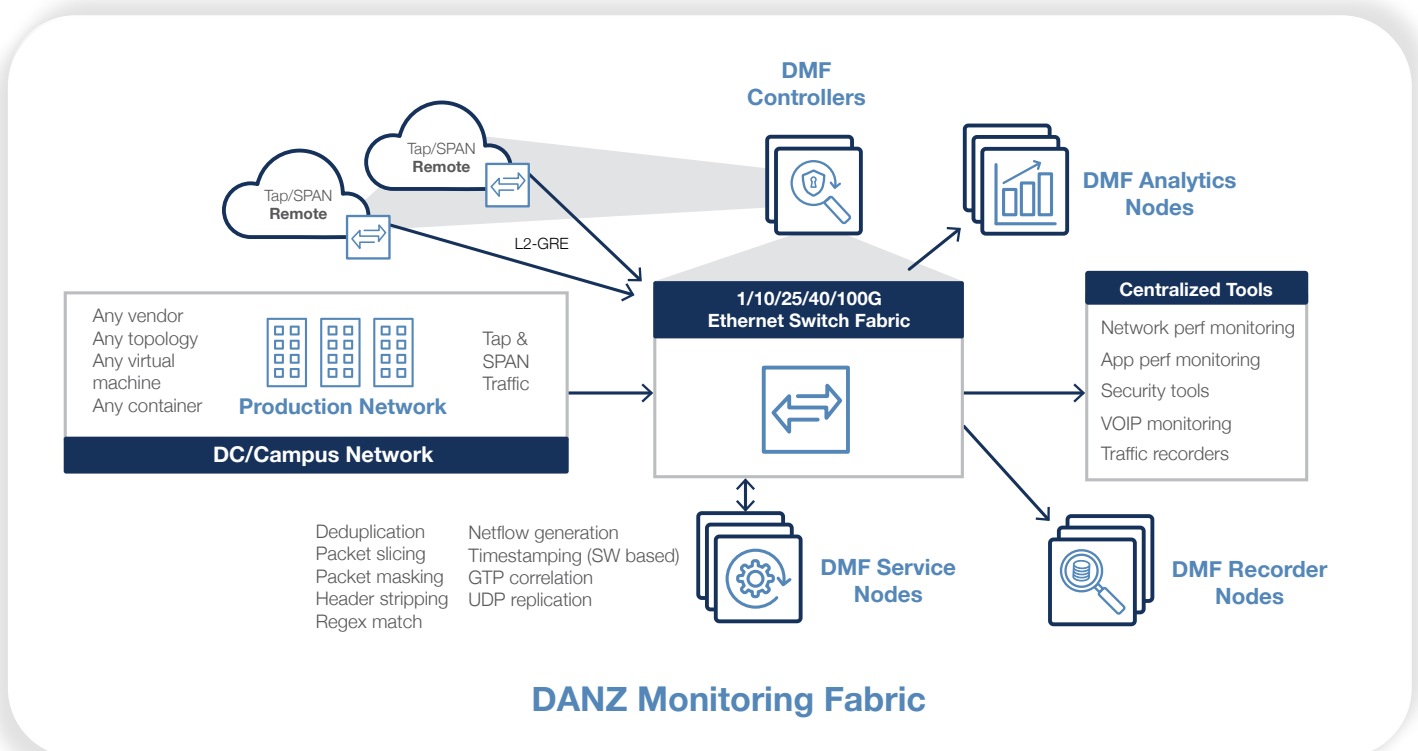 DMF
Controllers
Tap/SPAN
Remote
Tap/SPAN
Remote
DMF Analytics
Nodes
L2-GRE
1/10/25/40/100G
Ethernet Switch Fabric
Centralized Tools
Network perf monitoring
App perf monitoring
Security tools
VOIP monitoring
Traffic recorders
Any vendor
Any topology
Any virtual
machine
Any container
Production Network
Tap &
SPAN
Traffic
DC/Campus Network
Deduplication
Packet slicing
Packet masking
Header stripping
Regex match
Netflow generation
Timestamping (SW based)
GTP correlation
UDP replication
DMF Service
Nodes
DMF Recorder
Nodes
DANZ Monitoring Fabric